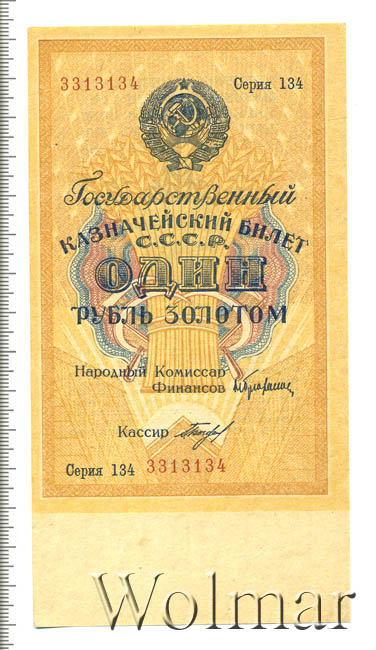 3313134 Серия 134
Государственный
КАЗНАЧЕЙСКИЙ БИЛЕТ
С.С.С.Р.
ОДИН
РУБЛЬ ЗОЛОТОМ
Народный Комиссар
Финансов
Кассир
Серия 134 3313134
Wolmar